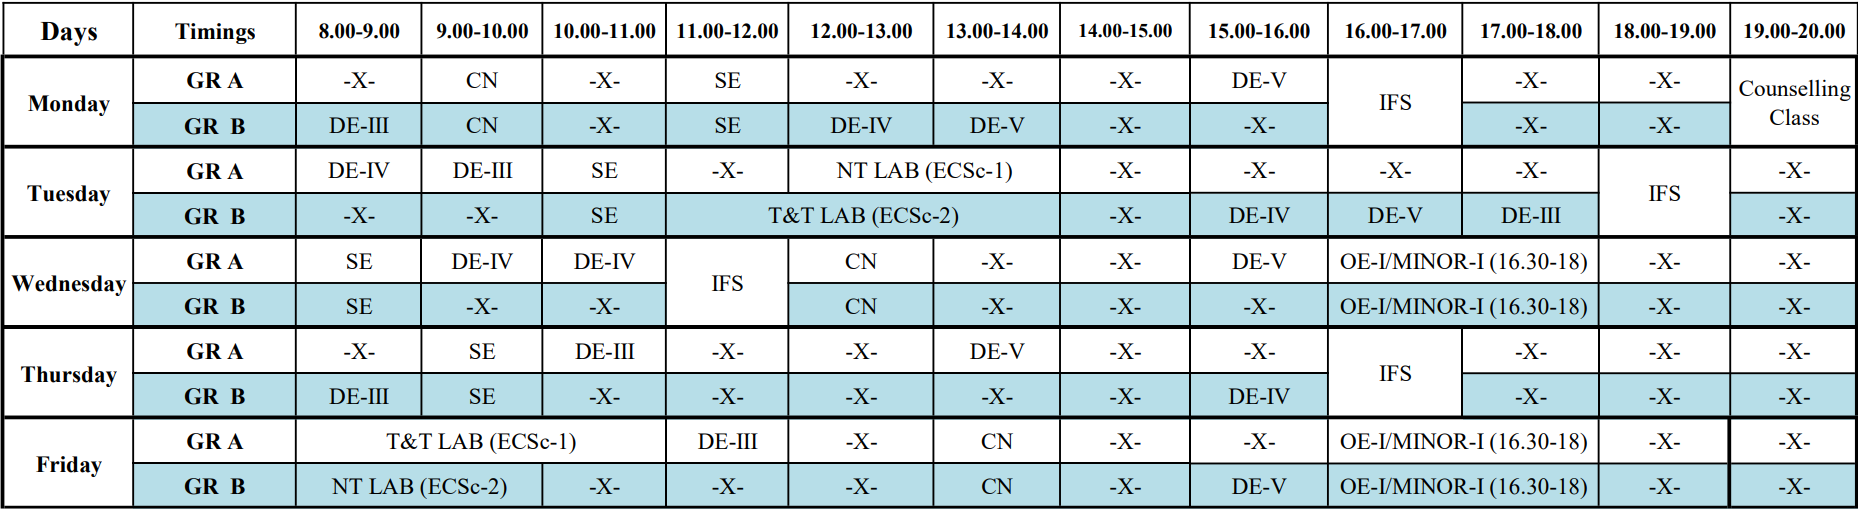 Days Timings 8.00-9.00 9.00-10.00 10.00-11.00 11.00-12.00 12.00-13.00 13.00-14.00 14.00-15.00 15.00-16.00 16.00-17.00 17.00-18.00 18.00-19.00 19.00-20.00
Monday
GR A -X- CN -X- SE -X- -X- -X- DE-V IFS -X- -X- Counselling Class
GR B DE-III CN -X- SE DE-IV DE-V -X- -X- -X- -X-
Tuesday
GR A DE-IV DE-III SE -X- NT LAB (ECSc-1) -X- -X- -X- -X- IFS -X-
GR B -X- -X- SE T&T LAB (ECSc-2) -X- DE-IV DE-V DE-III -X-
Wednesday
GR A SE DE-IV DE-IV IFS CN -X- -X- DE-V OE-I/MINOR-I (16.30-18) -X- -X-
GR B SE -X- -X- CN -X- -X- -X- OE-I/MINOR-I (16.30-18) -X- -X-
Thursday
GR A -X- SE DE-III -X- -X- DE-V -X- -X- IFS -X- -X- -X-
GR B DE-III SE -X- -X- -X- -X- -X- DE-IV -X- -X- -X-
Friday
GR A T&T LAB (ECSc-1) DE-III -X- CN -X- -X- OE-I/MINOR-I (16.30-18) -X- -X-
GR B NT LAB (ECSc-2) -X- -X- -X- CN -X- DE-V OE-I/MINOR-I (16.30-18) -X- -X-